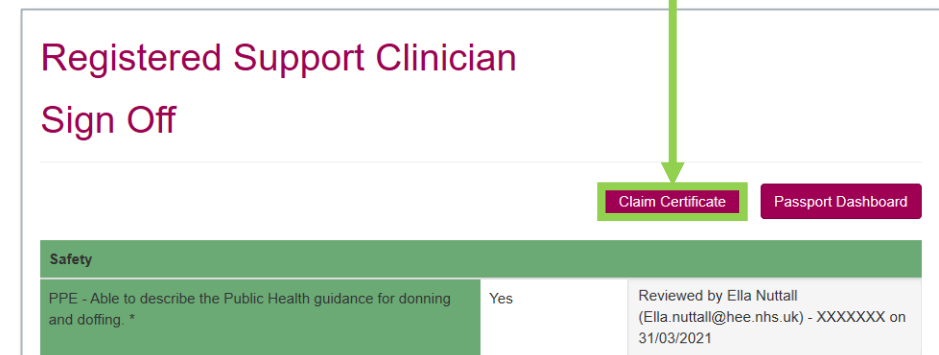 Registered Support Clinician
Sign Off
Claim Certificate
Passport Dashboard
Safety
PPE - Able to describe the Public Health guidance for donning
and doffing. *
Yes
Reviewed by Ella Nuttall
(Ella.nuttall@hee.nhs.uk) - XXXXXXX on
31/03/2021